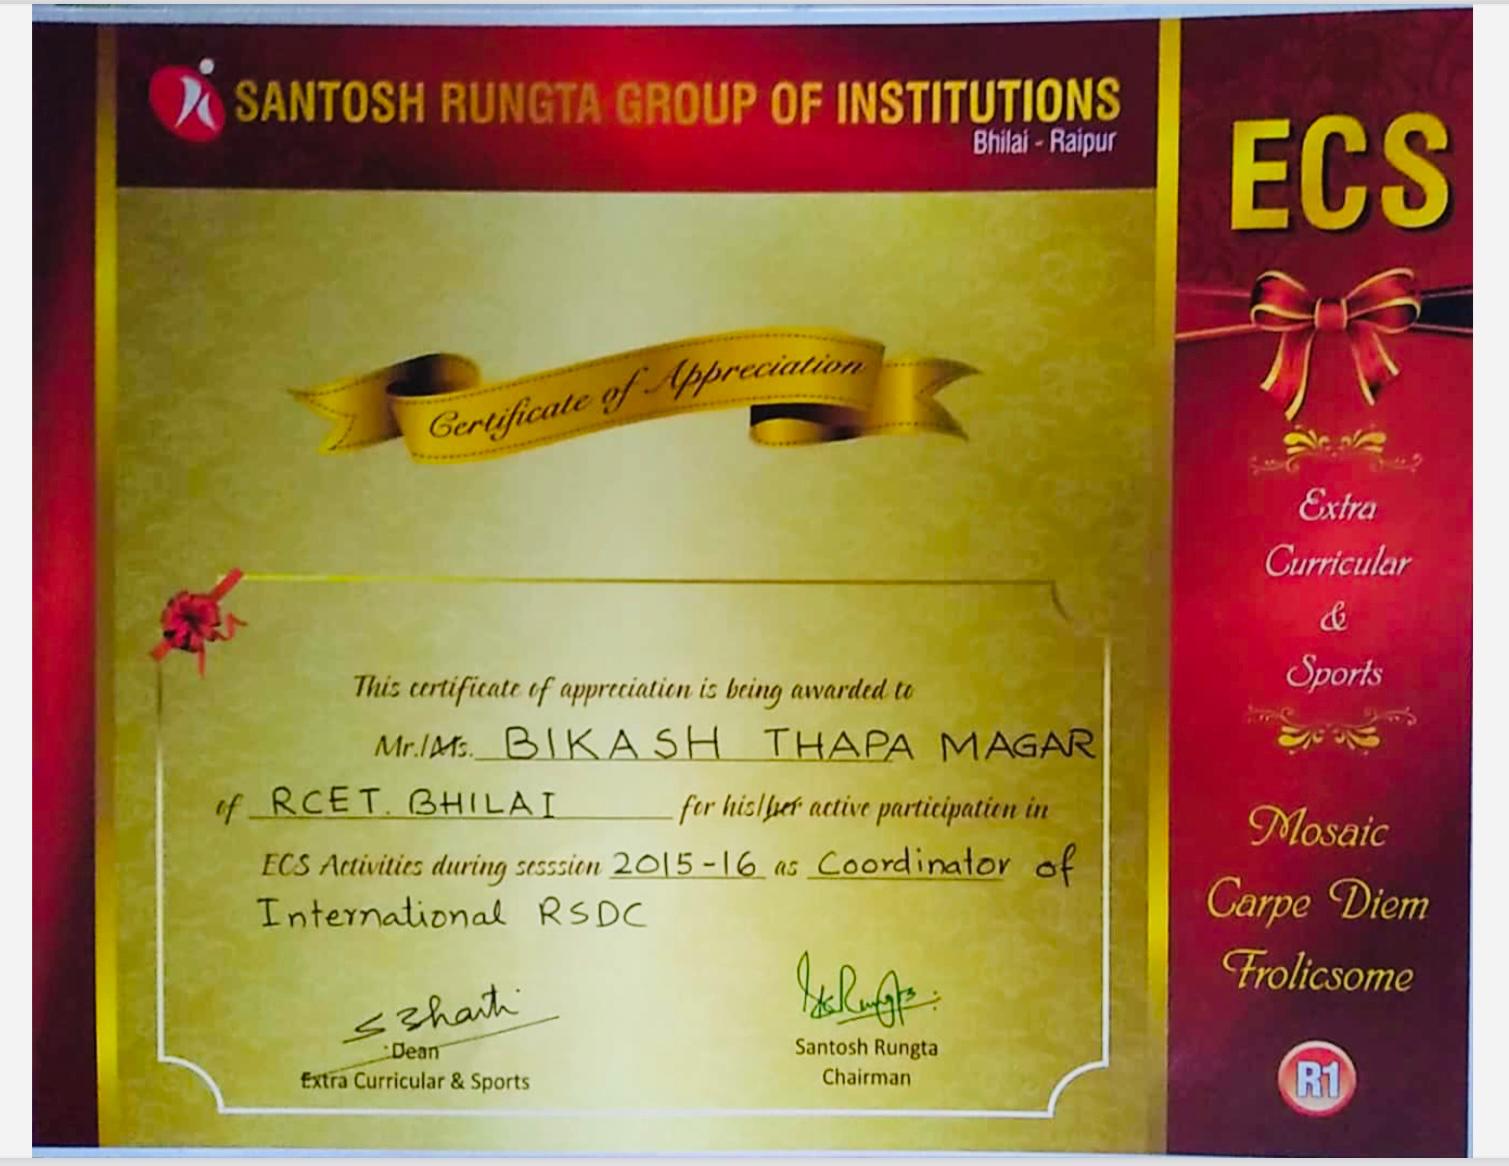 SANTOSH RUNGTA GROUP OF INSTITUTIONS
Bhilai - Raipur
Certificate of Appreciation
This certificate of appreciation is being awarded to
Mr./Ms. BIKASH THAPA MAGAR
of RCET. BHILAI for his/her active participation in
ECS Activities during sesssion 2015-16 as Coordinator of
International RSDC
Dean
Extra Curricular & Sports
Santosh Rungta
Chairman
ECS
Extra
Curricular
&
Sports
Mosaic
Carpe Diem
Frolicsome
R1